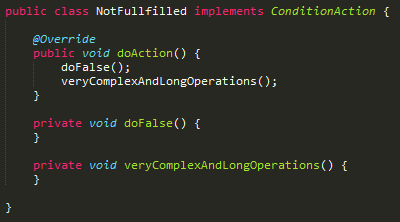 public class NotFullfilled implements ConditionAction {
@Override
public void doAction() {
doFalse();
veryComplexAndLongOperations();
}
private void doFalse() {
}
private void veryComplexAndLongOperations() {
}
}